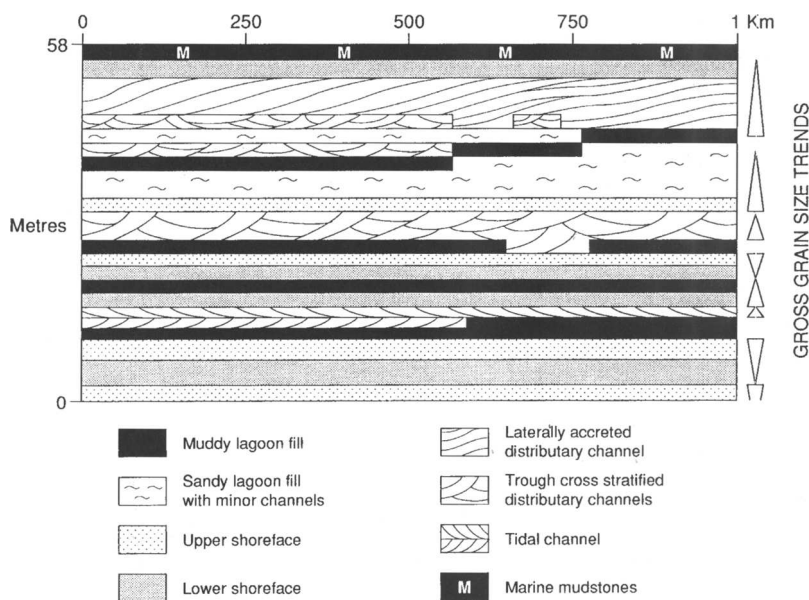 0 250 500 750 1 Km
58
M M M M
Metres
GROSS GRAIN SIZE TRENDS
0
Muddy lagoon fill
Sandy lagoon fill
with minor channels
Upper shoreface
Lower shoreface
Laterally accreted
distributary channel
Trough cross stratified
distributary channels
Tidal channel
M Marine mudstones